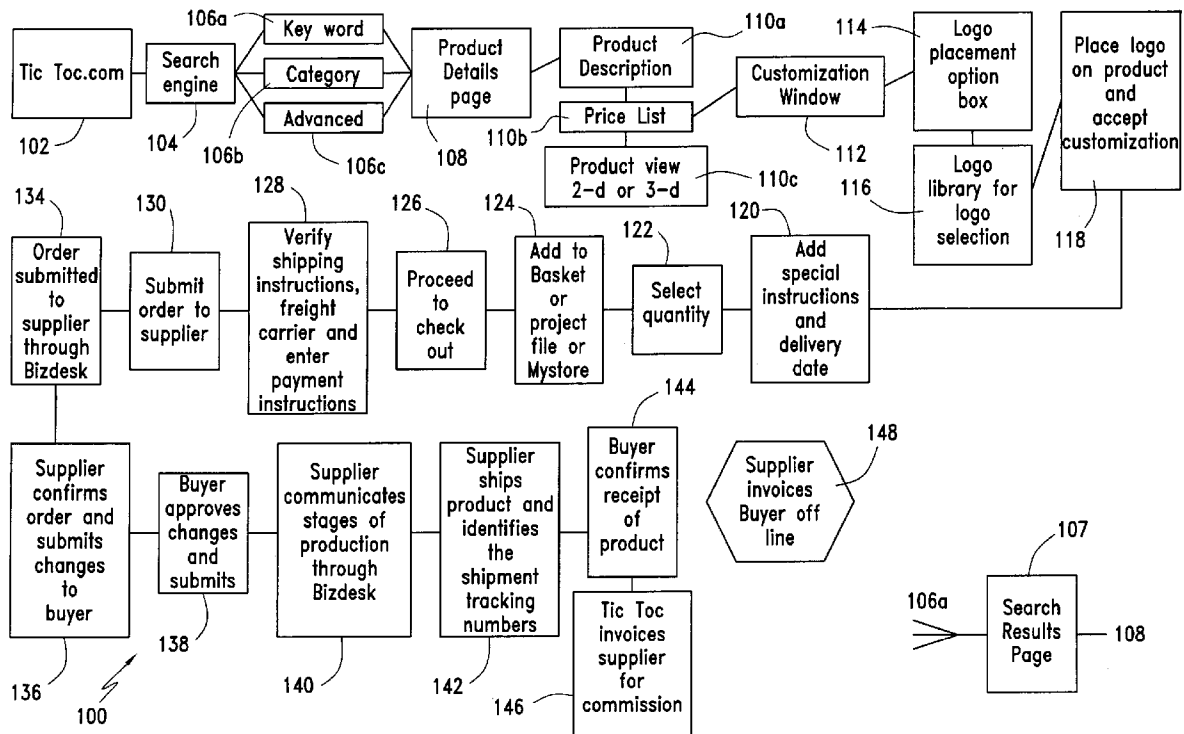 Tic Toc.com
102
Search
engine
104
106a
Key word
Category
106b
Advanced
106c
Product
Details
page
108
110a
Product
Description
110b
Price List
Product view
2-d or 3-d
110c
Customization
Window
112
114
Logo
placement
option
box
116
Logo
library for
logo
selection
Place logo
on product
and
accept
customization
118
134
Order
submitted
to
supplier
through
Bizdesk
130
Submit
order to
supplier
128
Verify
shipping
instructions,
freight
carrier and
enter
payment
instructions
126
Proceed
to
check
out
124
Add to
Basket
or
project
file or
Mystore
122
Select
quantity
120
Add
special
instructions
and
delivery
date
Supplier
confirms
order and
submits
changes
to
buyer
136
100
Buyer
approves
changes
and
submits
138
Supplier
communicates
stages of
production
through
Bizdesk
140
Supplier
ships
product and
identifies
the
shipment
tracking
numbers
142
144
Buyer
confirms
receipt
of
product
Tic Toc
invoices
supplier
for
commission
146
Supplier
invoices
Buyer off
line
148
106a
107
Search
Results
Page
108